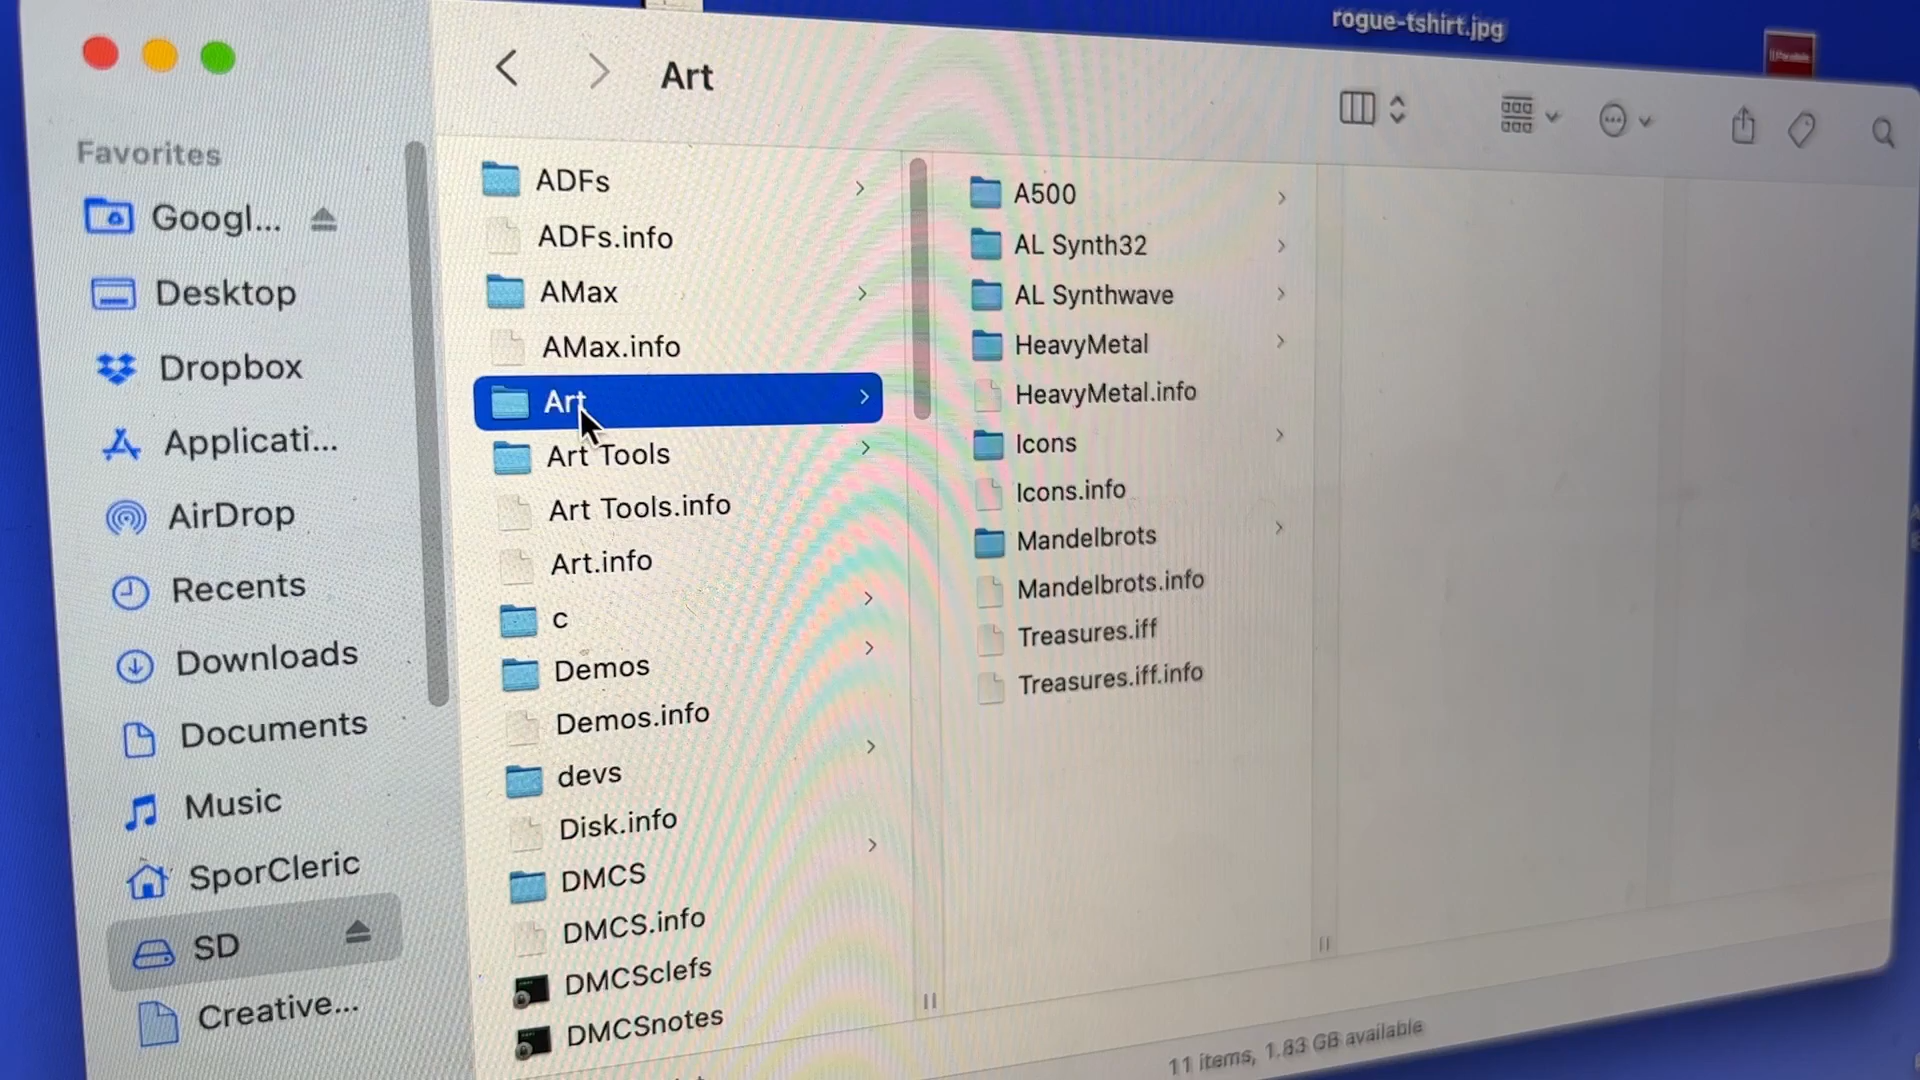 rogue-tshirt.jpg
Art
Favorites
Googl...
Desktop
Dropbox
Applicati...
AirDrop
Recents
Downloads
Documents
Music
SporCleric
SD
Creative...
ADFs
ADFs.info
AMax
AMax.info
Art
Art Tools
Art Tools.info
Art.info
c
Demos
Demos.info
devs
Disk.info
DMCS
DMCS.info
DMCSclefs
DMCSnotes
A500
AL Synth32
AL Synthwave
HeavyMetal
HeavyMetal.info
Icons
Icons.info
Mandelbrots
Mandelbrots.info
Treasures.iff
Treasures.iff.info
11 items, 1.83 GB available